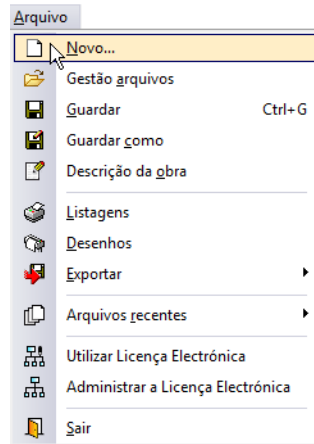 Arquivo
Novo...
Gestão arquivos
Guardar Ctrl+G
Guardar como
Descrição da obra
Listagens
Desenhos
Exportar
Arquivos recentes
Utilizar Licença Electrónica
Administrar a Licença Electrónica
Sair